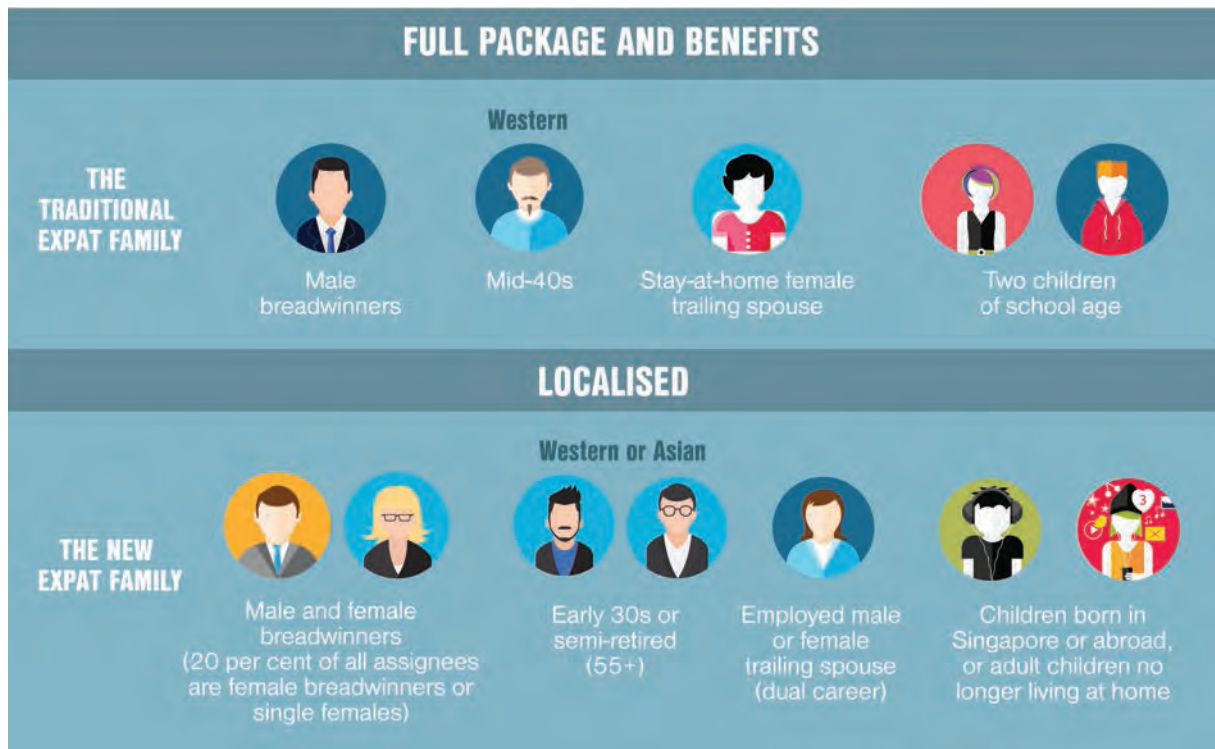 FULL PACKAGE AND BENEFITS
THE
TRADITIONAL
EXPAT FAMILY
Western
Male
breadwinners
Mid-40s
Stay-at-home female
trailing spouse
Two children
of school age
LOCALISED
THE NEW
EXPAT FAMILY
Western or Asian
Male and female
breadwinners
(20 per cent of all assignees
are female breadwinners or
single females)
Early 30s or
semi-retired
(55+)
Employed male
or female
trailing spouse
(dual career)
3
Children born in
Singapore or abroad,
or adult children no
longer living at home